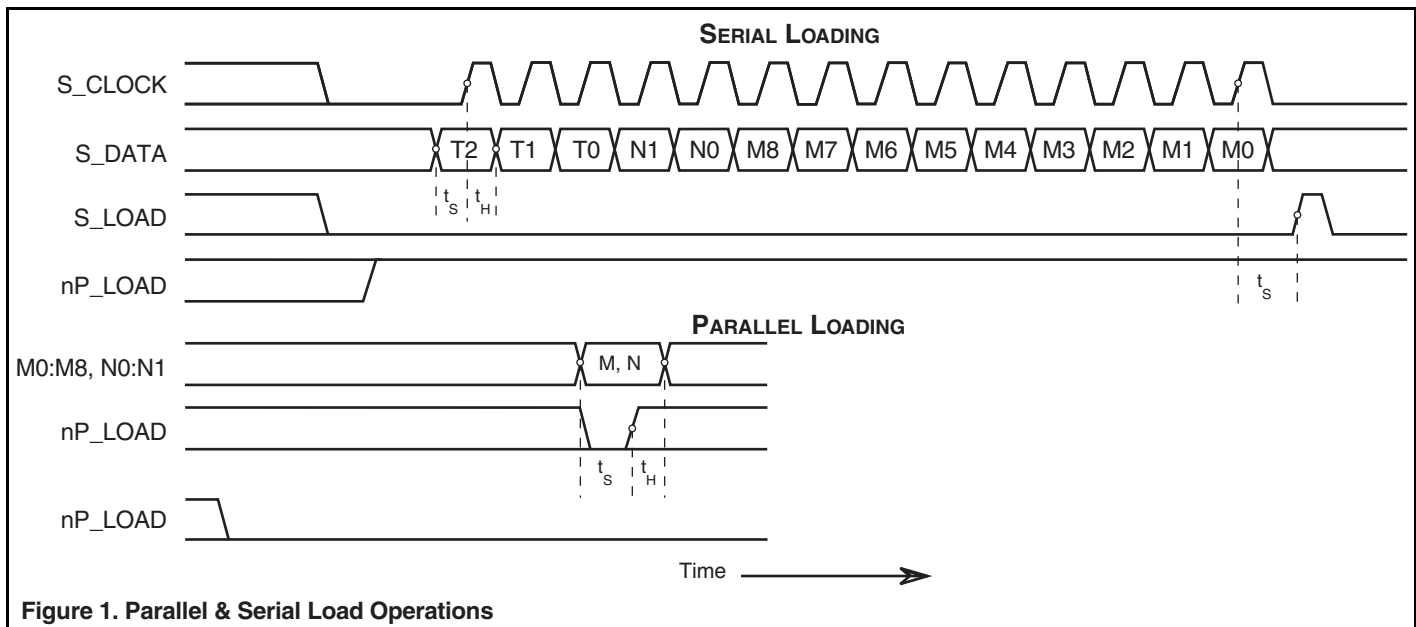 SERIAL LOADING
S_CLOCK
S_DATA T2 T1 T0 N1 N0 M8 M7 M6 M5 M4 M3 M2 M1 M0
tS tH
S_LOAD
nP_LOAD
tS
PARALLEL LOADING
M0:M8, N0:N1 M, N
nP_LOAD
tS tH
nP_LOAD
Time
Figure 1. Parallel & Serial Load Operations